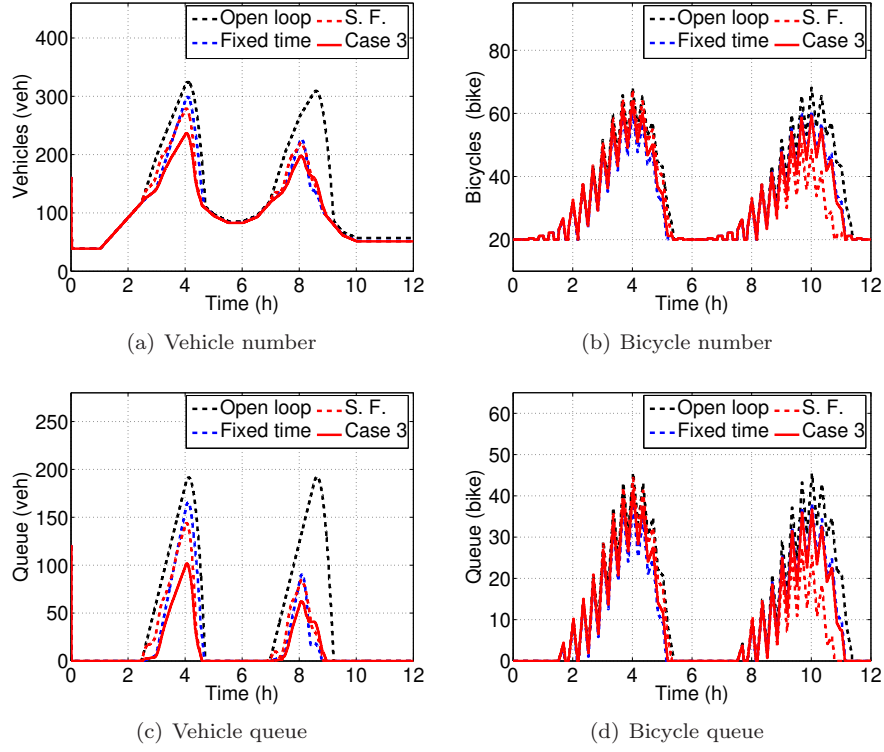 Open loop S. F.
Fixed time Case 3
Vehicles (veh)
400
300
200
100
0
0 2 4 6 8 10 12
Time (h)
(a) Vehicle number
Open loop S. F.
Fixed time Case 3
Bicycles (bike)
80
60
40
20
0 2 4 6 8 10 12
Time (h)
(b) Bicycle number
Open loop S. F.
Fixed time Case 3
Queue (veh)
250
200
150
100
50
0
0 2 4 6 8 10 12
Time (h)
(c) Vehicle queue
Open loop S. F.
Fixed time Case 3
Queue (bike)
60
50
40
30
20
10
0
0 2 4 6 8 10 12
Time (h)
(d) Bicycle queue